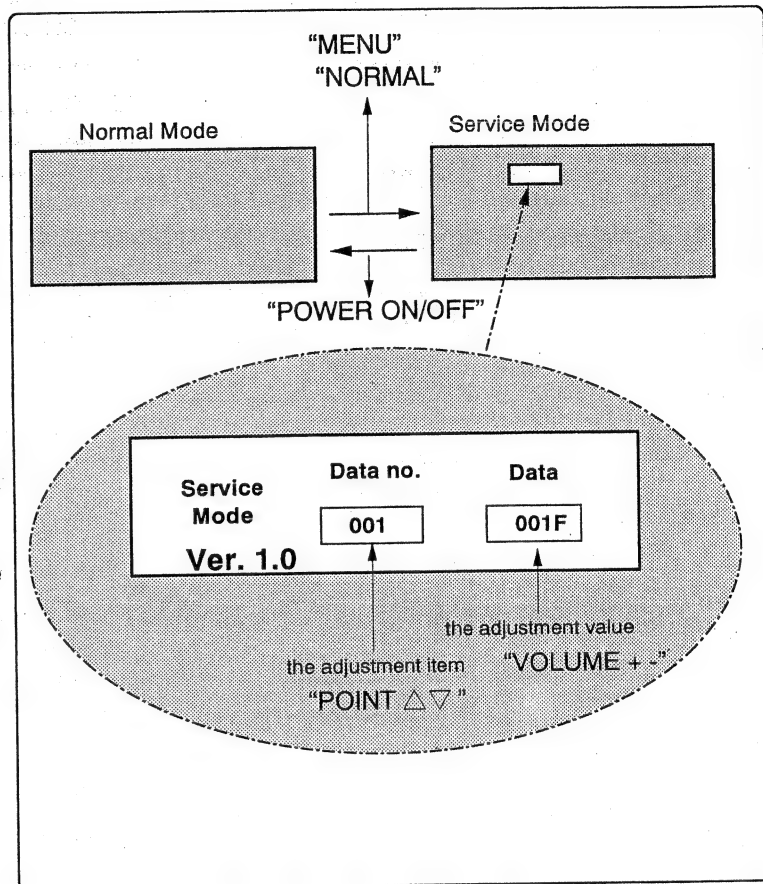 "MENU"
"NORMAL"
Normal Mode
Service Mode
"POWER ON/OFF"
Service
Mode
Ver. 1.0
Data no.
001
Data
001F
the adjustment value
"VOLUME + -"
the adjustment item
"POINT △▽ "